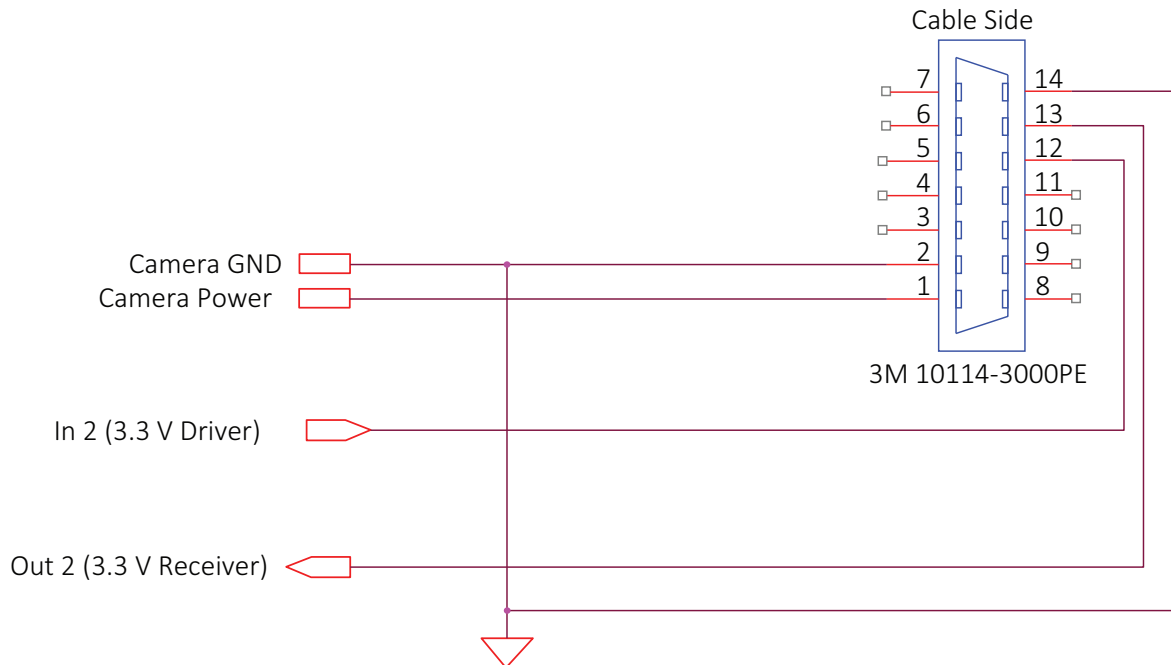 Cable Side
7 14
6 13
5 12
4 11
3 10
Camera GND 2 9
Camera Power 1 8
3M 10114-3000PE
In 2 (3.3 V Driver)
Out 2 (3.3 V Receiver)